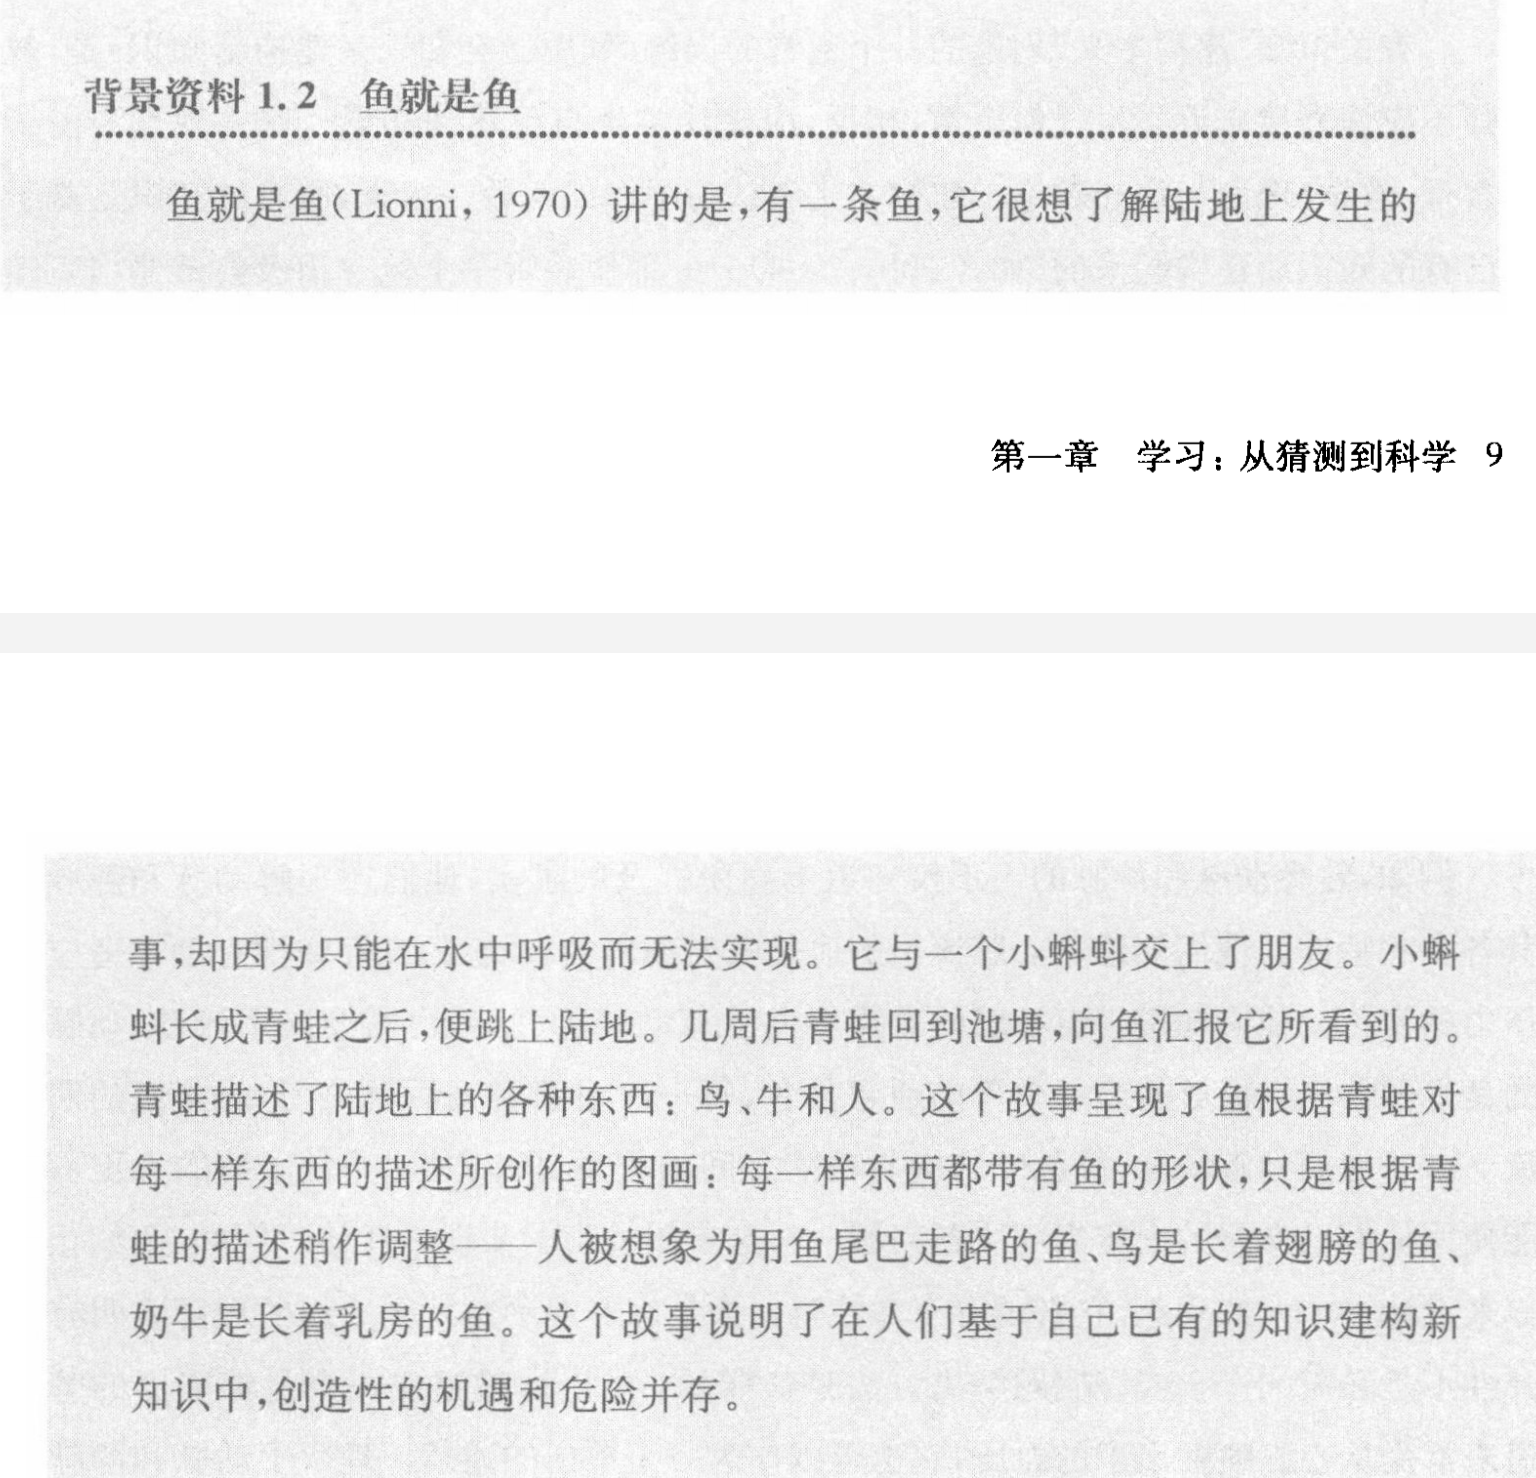 背景资料 1.2　鱼就是鱼
鱼就是鱼(Lionni, 1970) 讲的是,有一条鱼,它很想了解陆地上发生的
第一章　学习：从猜测到科学　9
事,却因为只能在水中呼吸而无法实现。它与一个小蝌蚪交上了朋友。小蝌
蚪长成青蛙之后,便跳上陆地。几周后青蛙回到池塘,向鱼汇报它所看到的。
青蛙描述了陆地上的各种东西：鸟、牛和人。这个故事呈现了鱼根据青蛙对
每一样东西的描述所创作的图画：每一样东西都带有鱼的形状,只是根据青
蛙的描述稍作调整——人被想象为用鱼尾巴走路的鱼、鸟是长着翅膀的鱼、
奶牛是长着乳房的鱼。这个故事说明了在人们基于自己已有的知识建构新
知识中,创造性的机遇和危险并存。